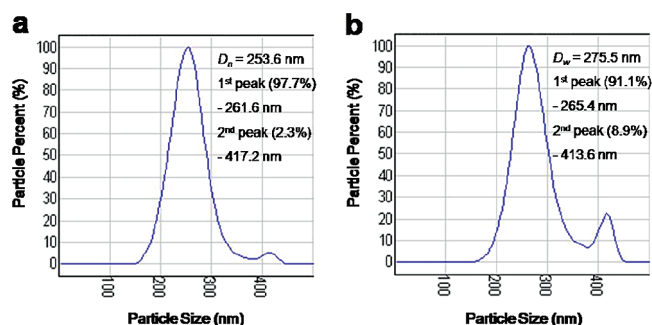 a
Particle Percent (%)
100
90
80
70
60
50
40
30
20
10
0
Dn = 253.6 nm
1st peak (97.7%)
- 261.6 nm
2nd peak (2.3%)
- 417.2 nm
100
200
300
400
Particle Size (nm)
b
Particle Percent (%)
100
90
80
70
60
50
40
30
20
10
0
Dw = 275.5 nm
1st peak (91.1%)
- 265.4 nm
2nd peak (8.9%)
- 413.6 nm
100
200
300
400
Particle Size (nm)